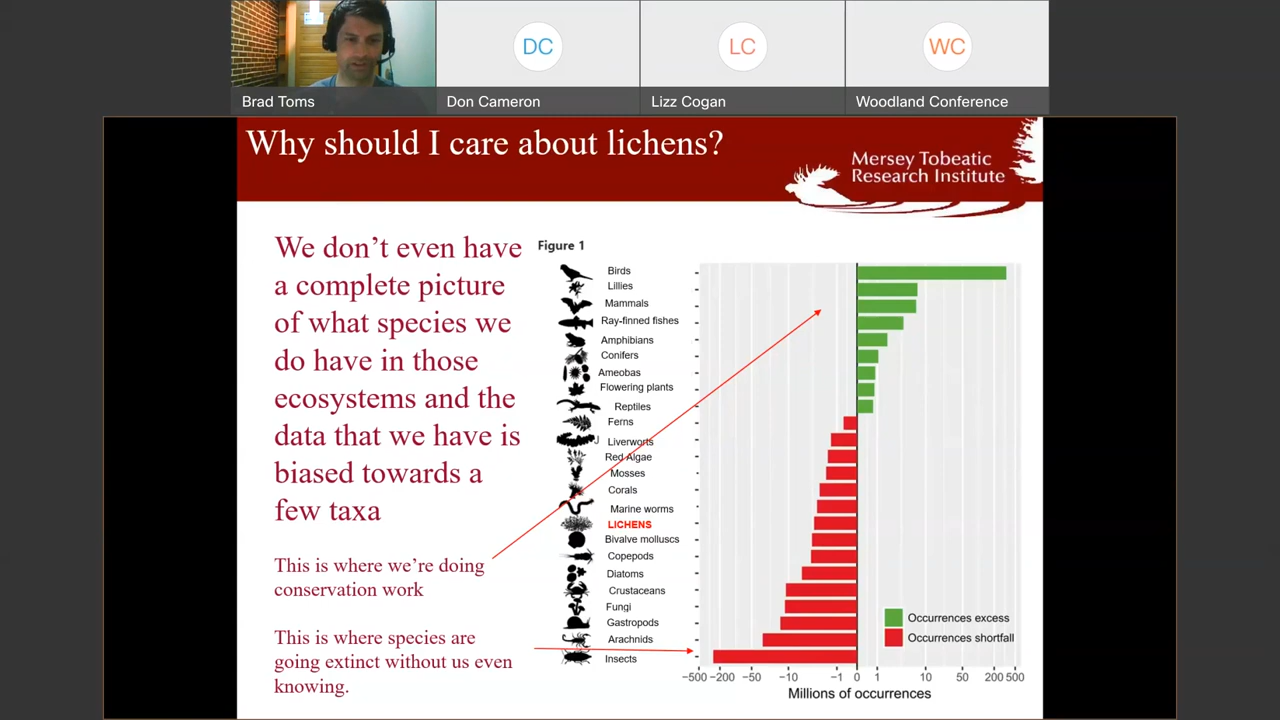 DC
LC
WC
Brad Toms
Don Cameron
Lizz Cogan
Woodland Conference
Why should I care about lichens?
Mersey Tobeatic
Research Institute
We don't even have
a complete picture
of what species we
do have in those
ecosystems and the
data that we have is
biased towards a
few taxa
This is where we're doing
conservation work
This is where species are
going extinct without us even
knowing.
Figure 1
Birds
Lillies
Mammals
Ray-finned fishes
Amphibians
Conifers
Ameobas
Flowering plants
Reptiles
Ferns
Liverworts
Red Algae
Mosses
Corals
Marine worms
LICHENS
Bivalve molluscs
Copepods
Diatoms
Crustaceans
Fungi
Gastropods
Arachnids
Insects
Occurrences excess
Occurrences shortfall
−500 −200 −50 −10 −1 0 1 10 50 200 500
Millions of occurrences